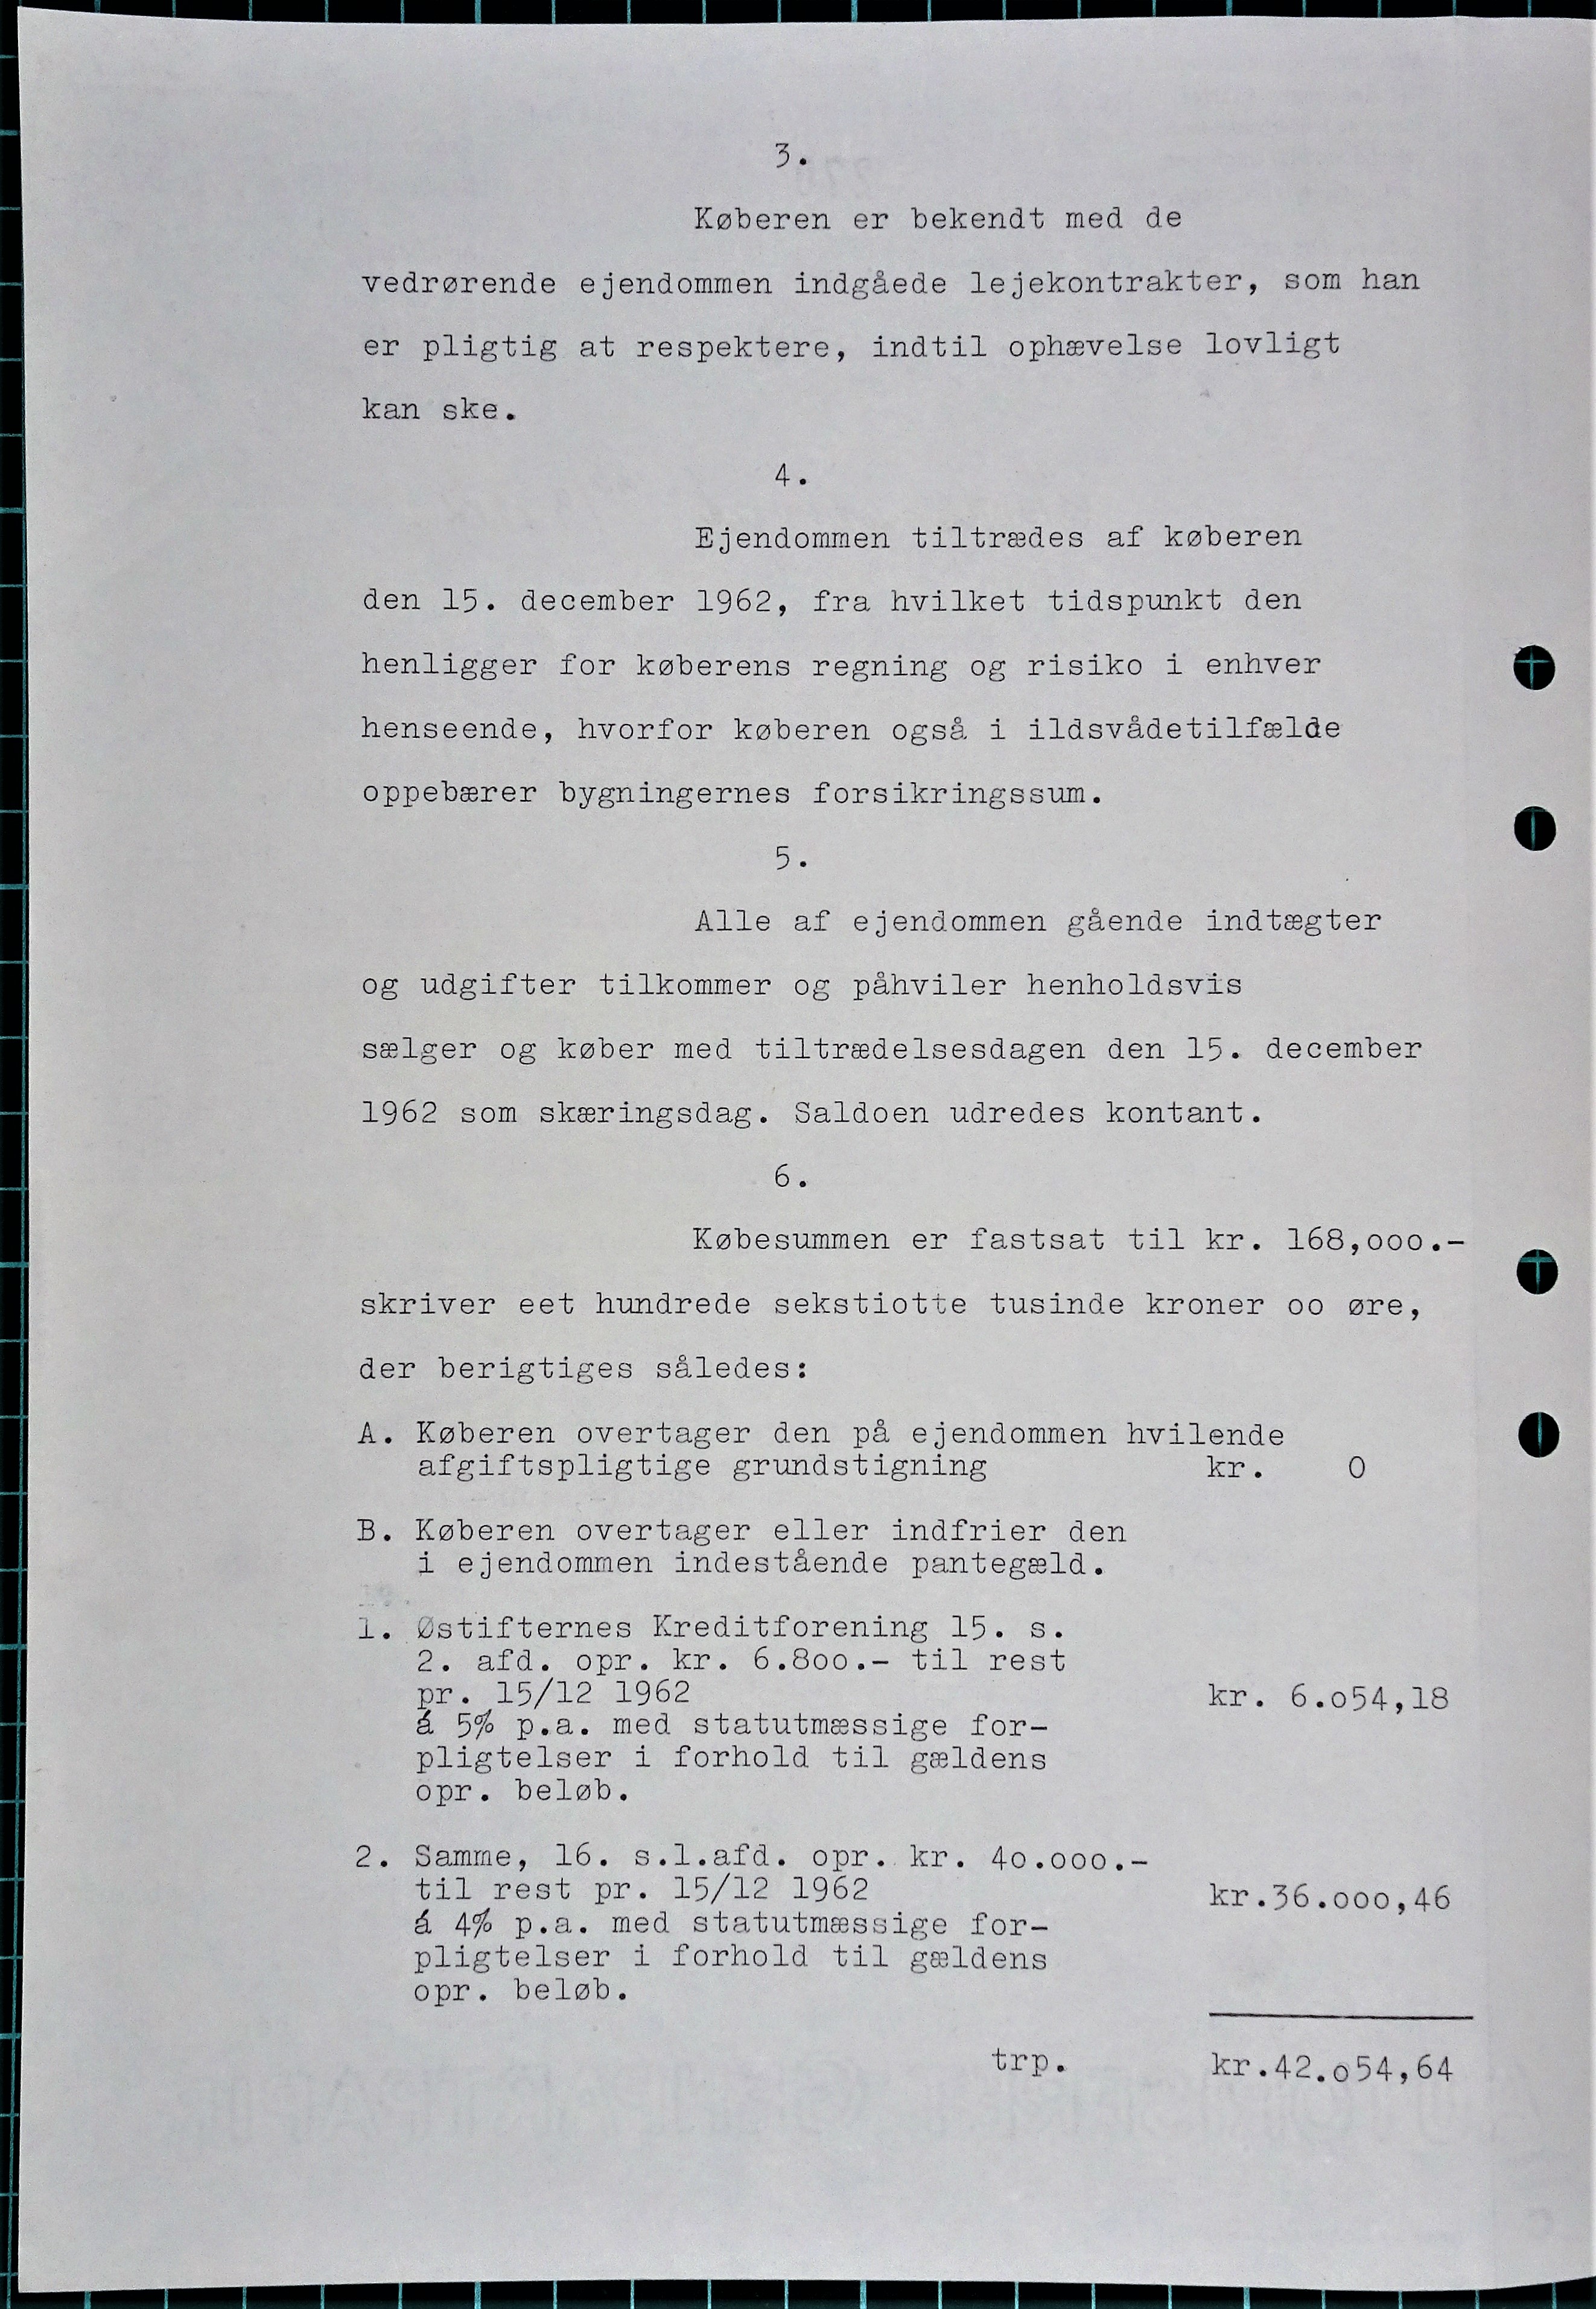 3.
Køberen er bekendt med de
vedrørende ejendommen indgåede lejekontrakter, som han
er pligtig at respektere, indtil ophævelse lovligt
kan ske.
4.
Ejendommen tiltrædes af køberen
den 15. december 1962, fra hvilket tidspunkt den
henligger for køberens regning og risiko i enhver
henseende, hvorfor køberen også i ildsvådetilfælde
oppebærer bygningernes forsikringssum.
5.
Alle af ejendommen gående indtægter
og udgifter tilkommer og påhviler henholdsvis
sælger og køber med tiltrædelsesdagen den 15. december
1962 som skæringsdag. Saldoen udredes kontant.
6.
Købesummen er fastsat til kr. 168,ooo.-
skriver eet hundrede sekstiotte tusinde kroner oo øre,
der berigtiges således:
A. Køberen overtager den på ejendommen hvilende
afgiftspligtige grundstigning kr. 0
B. Køberen overtager eller indfrier den
i ejendommen indestående pantegæld.
1. Østifternes Kreditforening 15. s.
2. afd. opr. kr. 6.8oo.- til rest
pr. 15/12 1962 kr. 6.o54,18
á 5% p.a. med statutmæssige for-
pligtelser i forhold til gældens
opr. beløb.
2. Samme, 16. s.l.afd. opr. kr. 4o.ooo.-
til rest pr. 15/12 1962 kr.36.ooo,46
á 4% p.a. med statutmæssige for-
pligtelser i forhold til gældens
opr. beløb.
trp. kr.42.o54,64